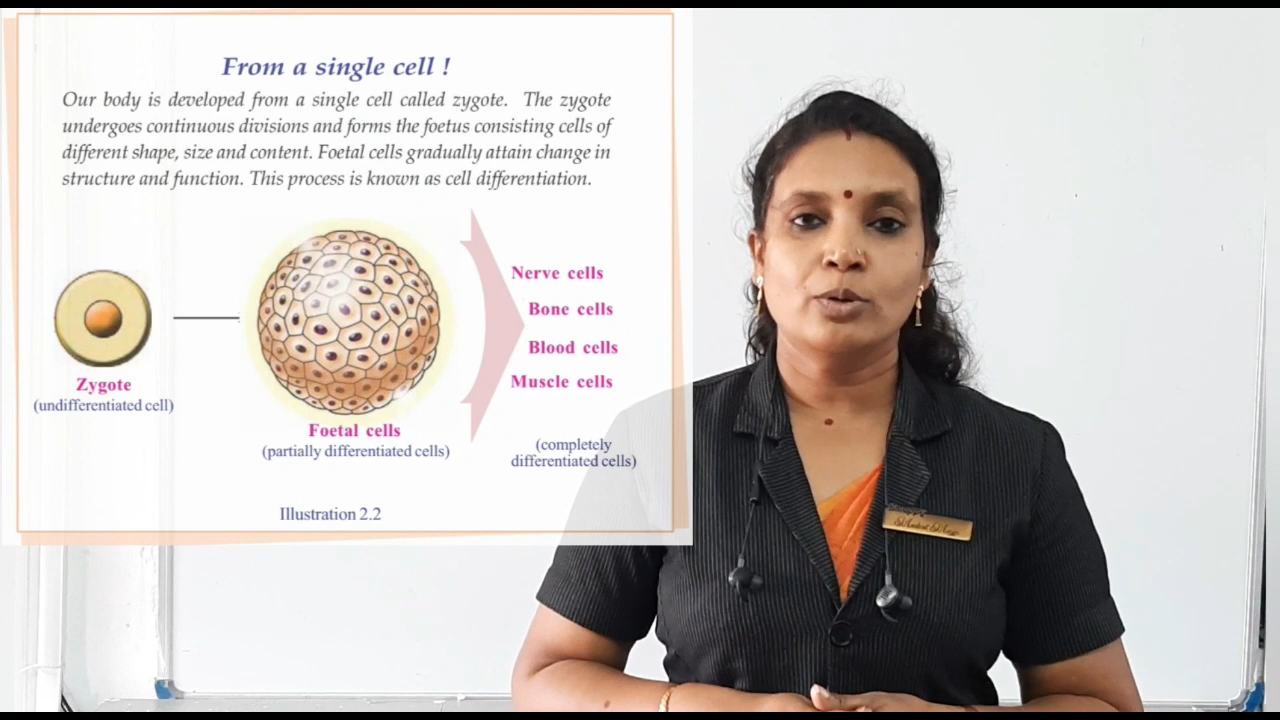 From a single cell !
Our body is developed from a single cell called zygote. The zygote
undergoes continuous divisions and forms the foetus consisting cells of
different shape, size and content. Foetal cells gradually attain change in
structure and function. This process is known as cell differentiation.
Nerve cells
Bone cells
Blood cells
Muscle cells
Zygote
(undifferentiated cell)
Foetal cells
(partially differentiated cells)
(completely
differentiated cells)
Illustration 2.2